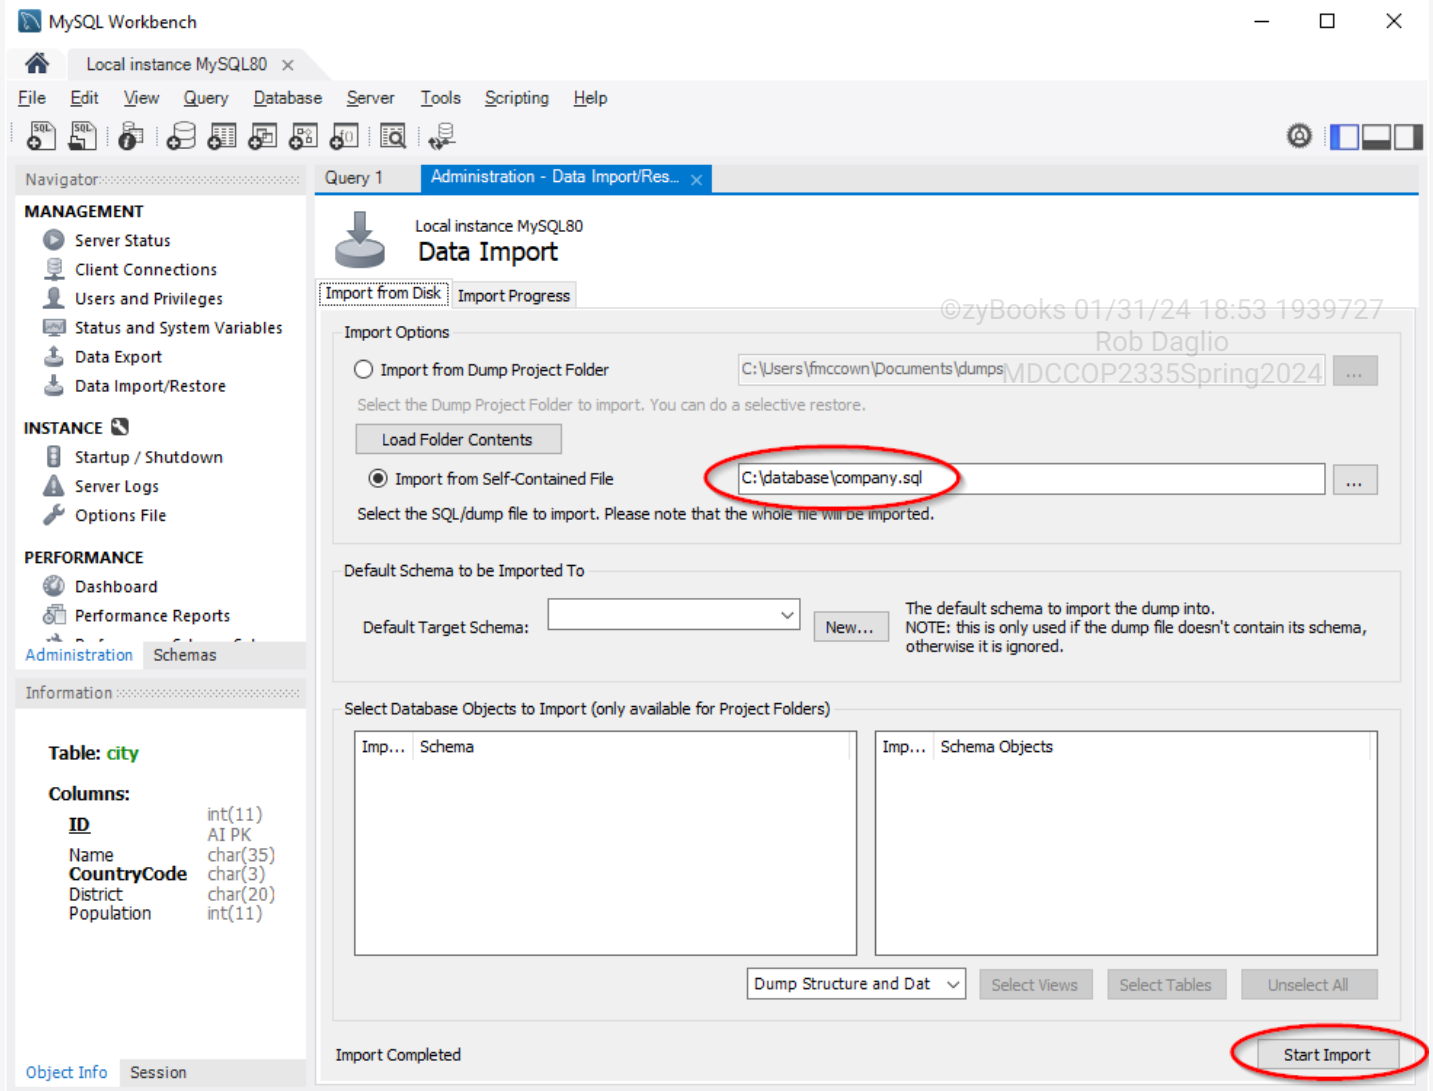 MySQL Workbench
Local instance MySQL80
File Edit View Query Database Server Tools Scripting Help
SQL SQL
Navigator
MANAGEMENT
Server Status
Client Connections
Users and Privileges
Status and System Variables
Data Export
Data Import/Restore
INSTANCE
Startup / Shutdown
Server Logs
Options File
PERFORMANCE
Dashboard
Performance Reports
Administration Schemas
Information
Table: city
Columns:
ID int(11)
AI PK
Name char(35)
CountryCode char(3)
District char(20)
Population int(11)
Object Info Session
Query 1 Administration - Data Import/Res...
Local instance MySQL80
Data Import
Import from Disk Import Progress
©zyBooks 01/31/24 18:53 1939727
Rob Daglio
MDCCOP2335Spring2024
Import Options
Import from Dump Project Folder C:\Users\fmccown\Documents\dumps ...
Select the Dump Project Folder to import. You can do a selective restore.
Load Folder Contents
Import from Self-Contained File C:\database\company.sql ...
Select the SQL/dump file to import. Please note that the whole file will be imported.
Default Schema to be Imported To
Default Target Schema: New...
The default schema to import the dump into.
NOTE: this is only used if the dump file doesn't contain its schema,
otherwise it is ignored.
Select Database Objects to Import (only available for Project Folders)
Imp... Schema Imp... Schema Objects
Dump Structure and Dat Select Views Select Tables Unselect All
Import Completed Start Import